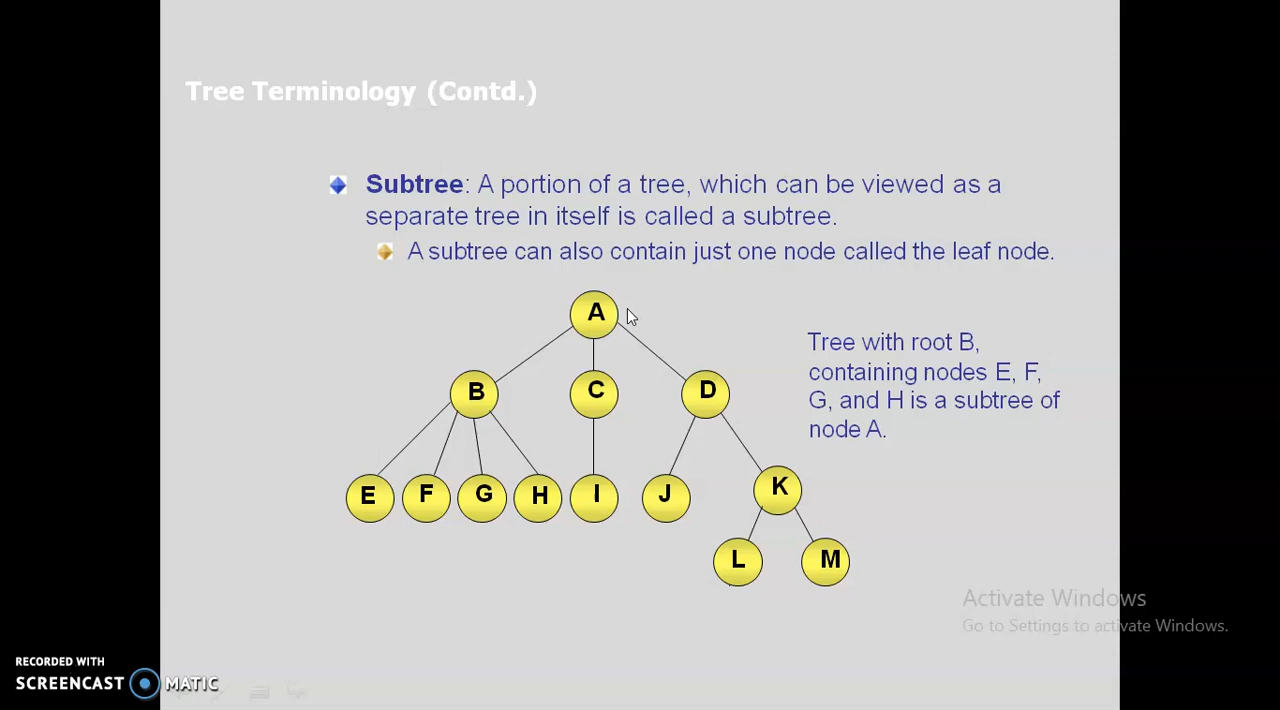 Tree Terminology (Contd.)
Subtree: A portion of a tree, which can be viewed as a
separate tree in itself is called a subtree.
A subtree can also contain just one node called the leaf node.
A
Tree with root B,
containing nodes E, F,
G, and H is a subtree of
node A.
B C D
E F G H I J K
L M
Activate Windows
Go to Settings to activate Windows.
RECORDED WITH
SCREENCAST MATIC